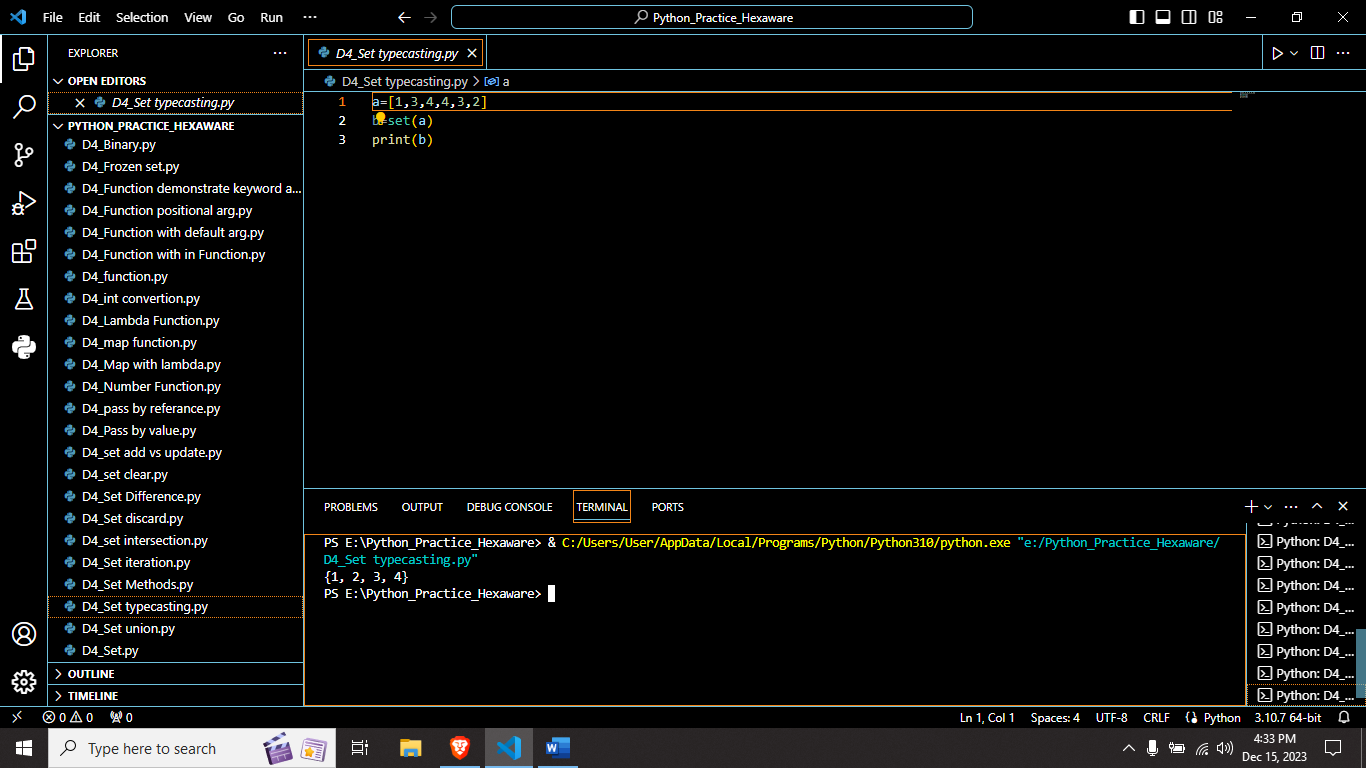 File Edit Selection View Go Run ··· Python_Practice_Hexaware
EXPLORER ···
OPEN EDITORS
D4_Set typecasting.py
PYTHON_PRACTICE_HEXAWARE
D4_Binary.py
D4_Frozen set.py
D4_Function demonstrate keyword a...
D4_Function positional arg.py
D4_Function with default arg.py
D4_Function with in Function.py
D4_function.py
D4_int convertion.py
D4_Lambda Function.py
D4_map function.py
D4_Map with lambda.py
D4_Number Function.py
D4_pass by referance.py
D4_Pass by value.py
D4_set add vs update.py
D4_set clear.py
D4_Set Difference.py
D4_Set discard.py
D4_set intersection.py
D4_Set iteration.py
D4_Set Methods.py
D4_Set typecasting.py
D4_Set union.py
D4_Set.py
OUTLINE
TIMELINE
D4_Set typecasting.py
D4_Set typecasting.py > a
1 a=[1,3,4,4,3,2]
2 b=set(a)
3 print(b)
PROBLEMS OUTPUT DEBUG CONSOLE TERMINAL PORTS
PS E:\Python_Practice_Hexaware> & C:/Users/User/AppData/Local/Programs/Python/Python310/python.exe "e:/Python_Practice_Hexaware/
D4_Set typecasting.py"
{1, 2, 3, 4}
PS E:\Python_Practice_Hexaware>
Python: D4_...
Python: D4_...
Python: D4_...
Python: D4_...
Python: D4_...
Python: D4_...
Python: D4_...
Python: D4_...
0 0 0 Ln 1, Col 1 Spaces: 4 UTF-8 CRLF Python 3.10.7 64-bit
Type here to search
4:33 PM
Dec 15, 2023